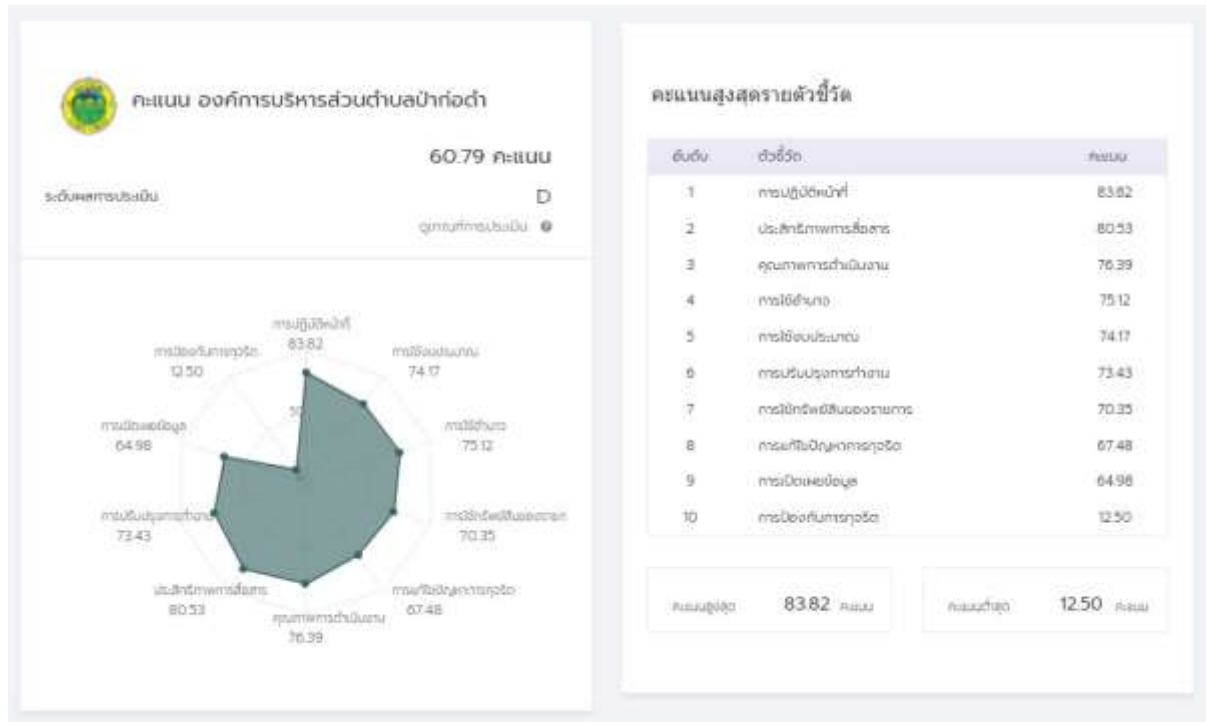 คะแนน องค์การบริหารส่วนตำบลป่าก่อดำ
60.79 คะแนน
ระดับผลการประเมิน D
ดูเกณฑ์การประเมิน
การปฏิบัติหน้าที่
83.82
การป้องกันการทุจริต
12.50
การใช้งบประมาณ
74.17
การเปิดเผยข้อมูล
64.98
การใช้อำนาจ
75.12
การปรับปรุงการทำงาน
73.43
การใช้ทรัพย์สินของราชก
70.35
ประสิทธิภาพการสื่อสาร
80.53
การแก้ไขปัญหาการทุจริต
67.48
คุณภาพการดำเนินงาน
76.39
คะแนนสูงสุดรายตัวชี้วัด
อันดับ ตัวชี้วัด คะแนน
1 การปฏิบัติหน้าที่ 83.82
2 ประสิทธิภาพการสื่อสาร 80.53
3 คุณภาพการดำเนินงาน 76.39
4 การใช้อำนาจ 75.12
5 การใช้งบประมาณ 74.17
6 การปรับปรุงการทำงาน 73.43
7 การใช้ทรัพย์สินของราชการ 70.35
8 การแก้ไขปัญหาการทุจริต 67.48
9 การเปิดเผยข้อมูล 64.98
10 การป้องกันการทุจริต 12.50
คะแนนสูงสุด 83.82 คะแนน
คะแนนต่ำสุด 12.50 คะแนน